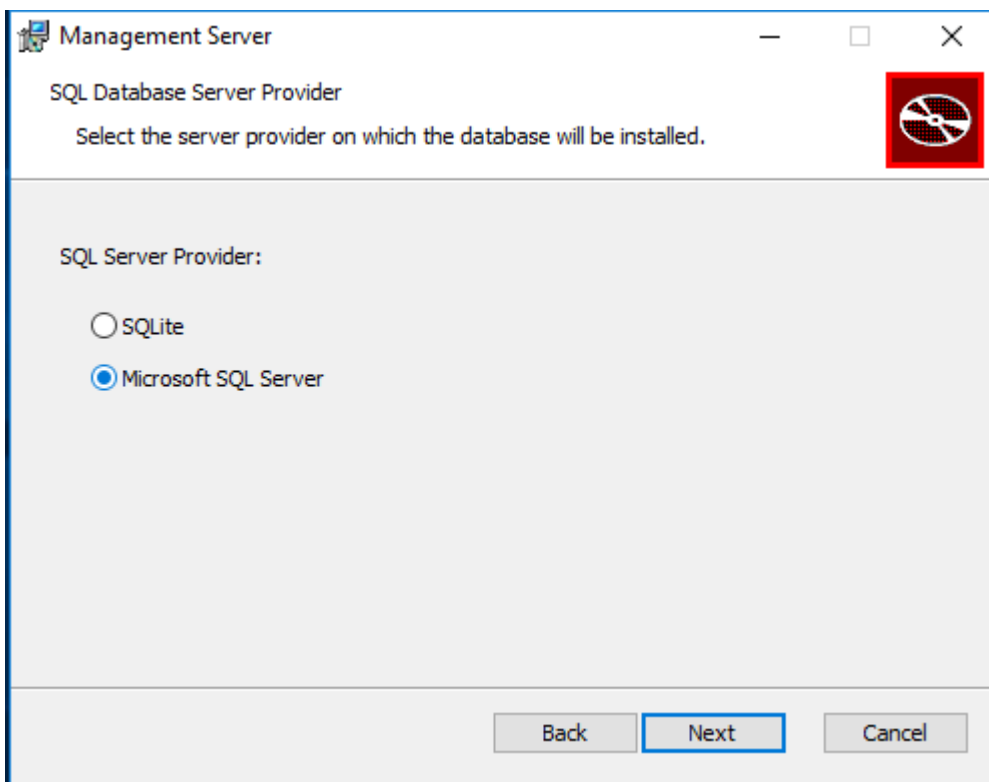 Management Server
SQL Database Server Provider
Select the server provider on which the database will be installed.
SQL Server Provider:
SQLite
Microsoft SQL Server
Back Next Cancel